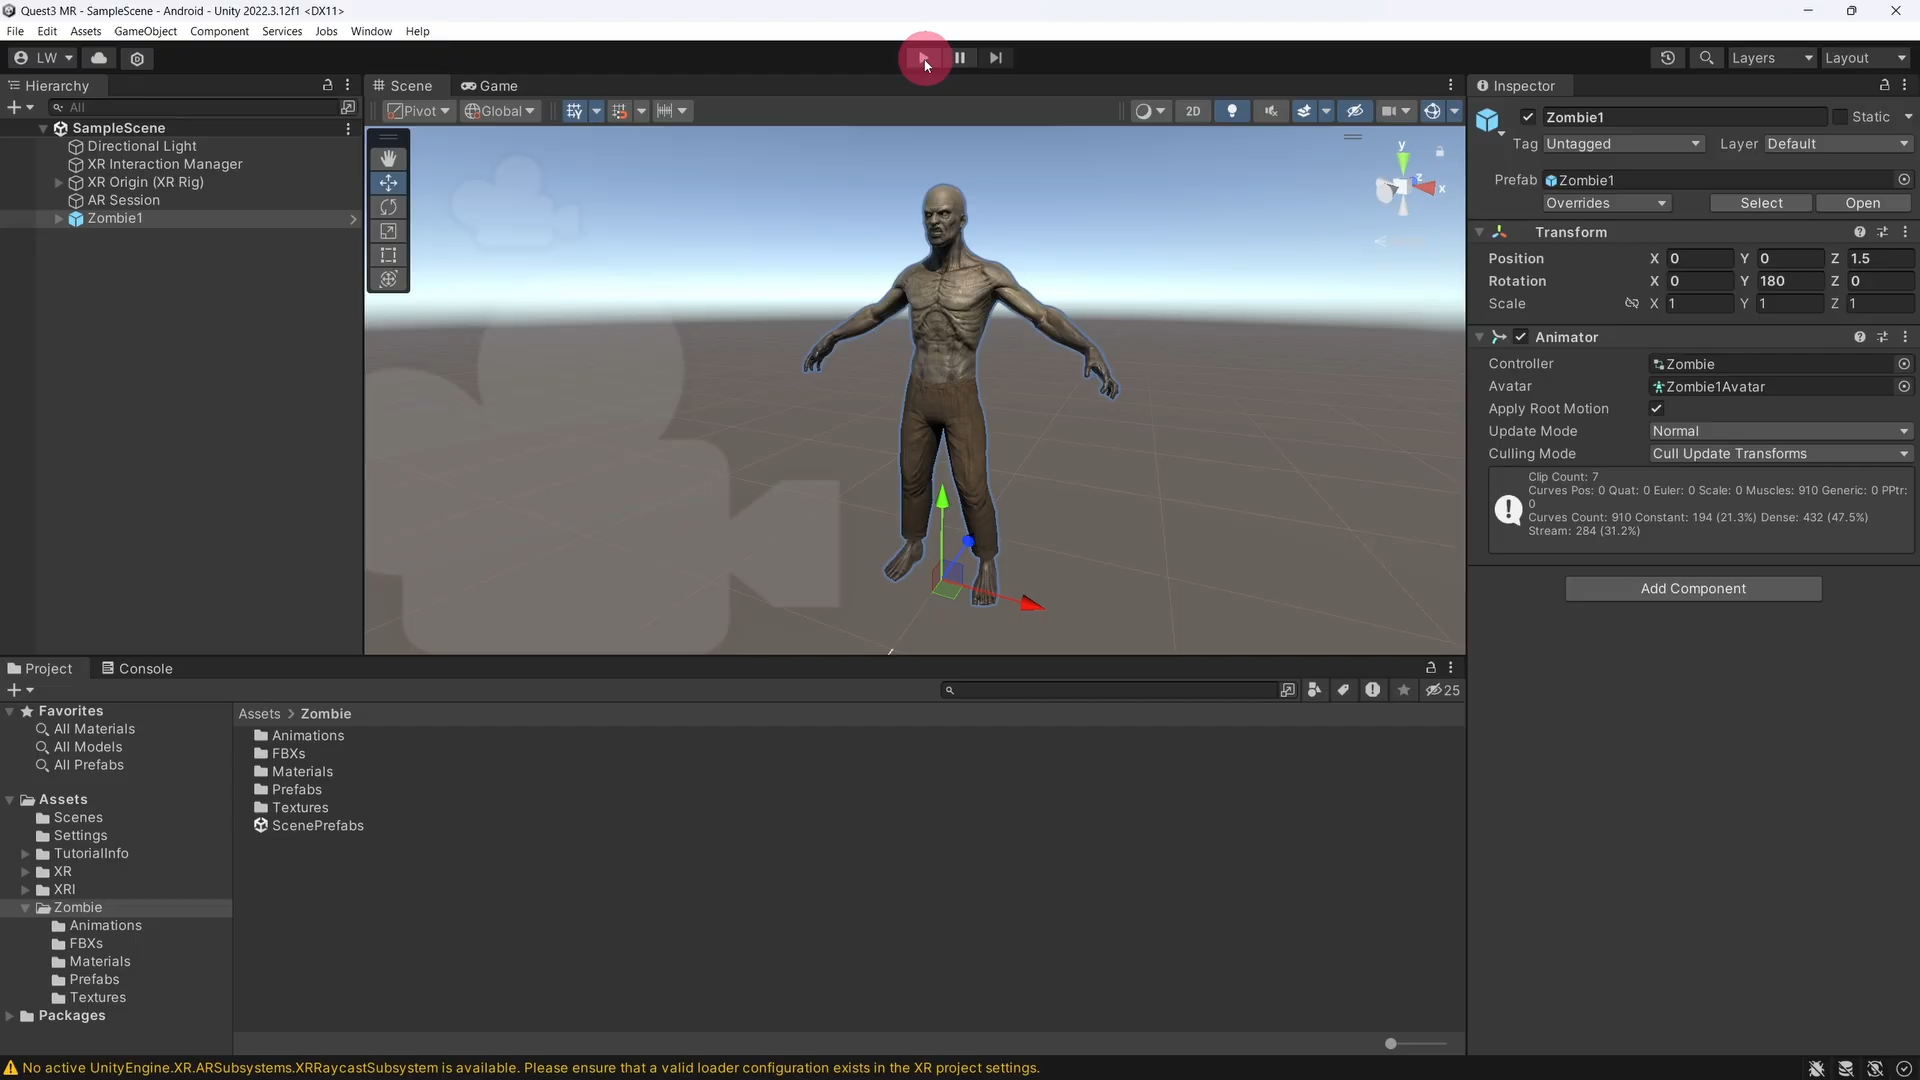 Quest3 MR - SampleScene - Android - Unity 2022.3.12f1 <DX11>
File Edit Assets GameObject Component Services Jobs Window Help
LW Layers Layout
Hierarchy
All
SampleScene
Directional Light
XR Interaction Manager
XR Origin (XR Rig)
AR Session
Zombie1
Scene Game
Pivot Global 2D
y
z
x
Inspector
Zombie1 Static
Tag Untagged Layer Default
Prefab Zombie1
Overrides Select Open
Transform
Position X 0 Y 0 Z 1.5
Rotation X 0 Y 180 Z 0
Scale X 1 Y 1 Z 1
Animator
Controller Zombie
Avatar Zombie1Avatar
Apply Root Motion
Update Mode Normal
Culling Mode Cull Update Transforms
Clip Count: 7
Curves Pos: 0 Quat: 0 Euler: 0 Scale: 0 Muscles: 910 Generic: 0 PPtr:
0
Curves Count: 910 Constant: 194 (21.3%) Dense: 432 (47.5%)
Stream: 284 (31.2%)
Add Component
Project Console
25
Favorites
All Materials
All Models
All Prefabs
Assets
Scenes
Settings
TutorialInfo
XR
XRI
Zombie
Animations
FBXs
Materials
Prefabs
Textures
Packages
Assets > Zombie
Animations
FBXs
Materials
Prefabs
Textures
ScenePrefabs
No active UnityEngine.XR.ARSubsystems.XRRaycastSubsystem is available. Please ensure that a valid loader configuration exists in the XR project settings.